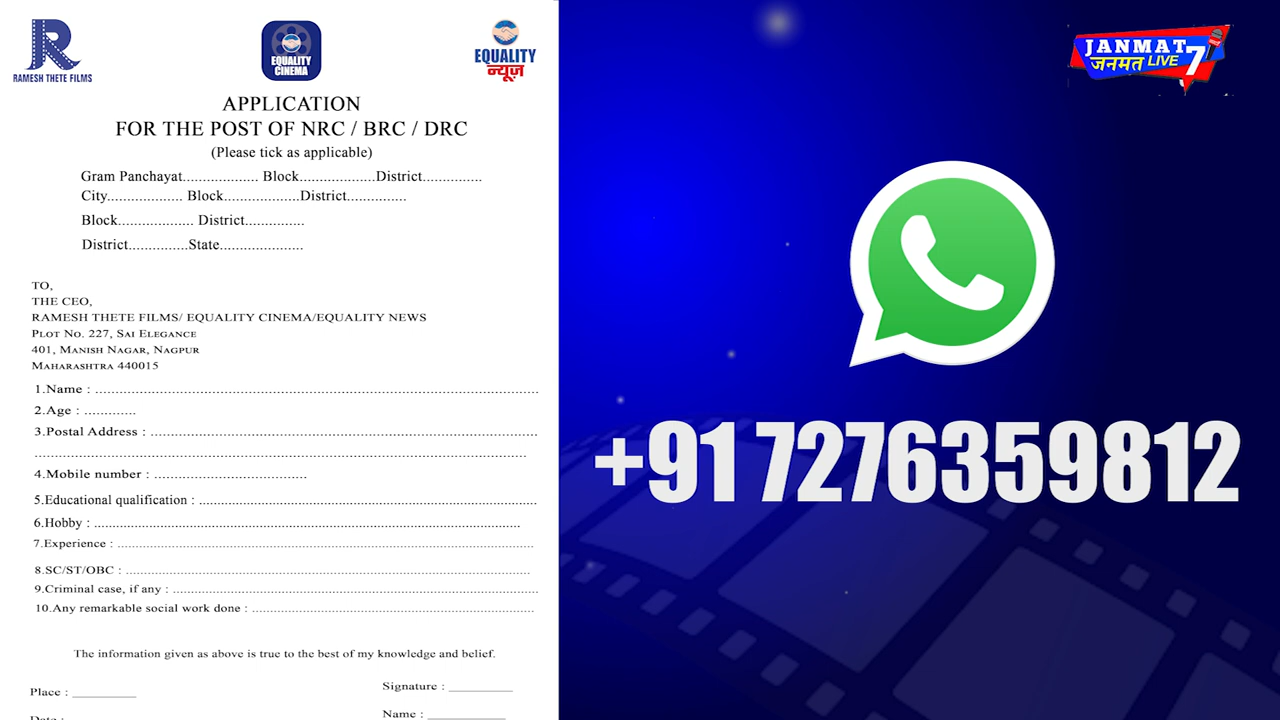 RAMESH THETE FILMS
EQUALITY
CINEMA
EQUALITY
न्यूज़
APPLICATION
FOR THE POST OF NRC / BRC / DRC
(Please tick as applicable)
Gram Panchayat.................. Block...................District...............
City................... Block...................District...............
Block................... District...............
District...............State.....................
TO,
THE CEO,
RAMESH THETE FILMS/ EQUALITY CINEMA/EQUALITY NEWS
PLOT NO. 227, SAI ELEGANCE
401, MANISH NAGAR, NAGPUR
MAHARASHTRA 440015
1.Name : ..........................................................................
2.Age : .............
3.Postal Address : ..........................................................................
..........................................................................
4.Mobile number : .......................................
5.Educational qualification : ..........................................................................
6.Hobby : ..........................................................................
7.Experience : ..........................................................................
8.SC/ST/OBC : ..........................................................................
9.Criminal case, if any : ..........................................................................
10.Any remarkable social work done : ..........................................................................
The information given as above is true to the best of my knowledge and belief.
Place : __________
Signature : __________
Date :
Name : ____________
JANMAT
जनमत LIVE 7
+91 7276359812